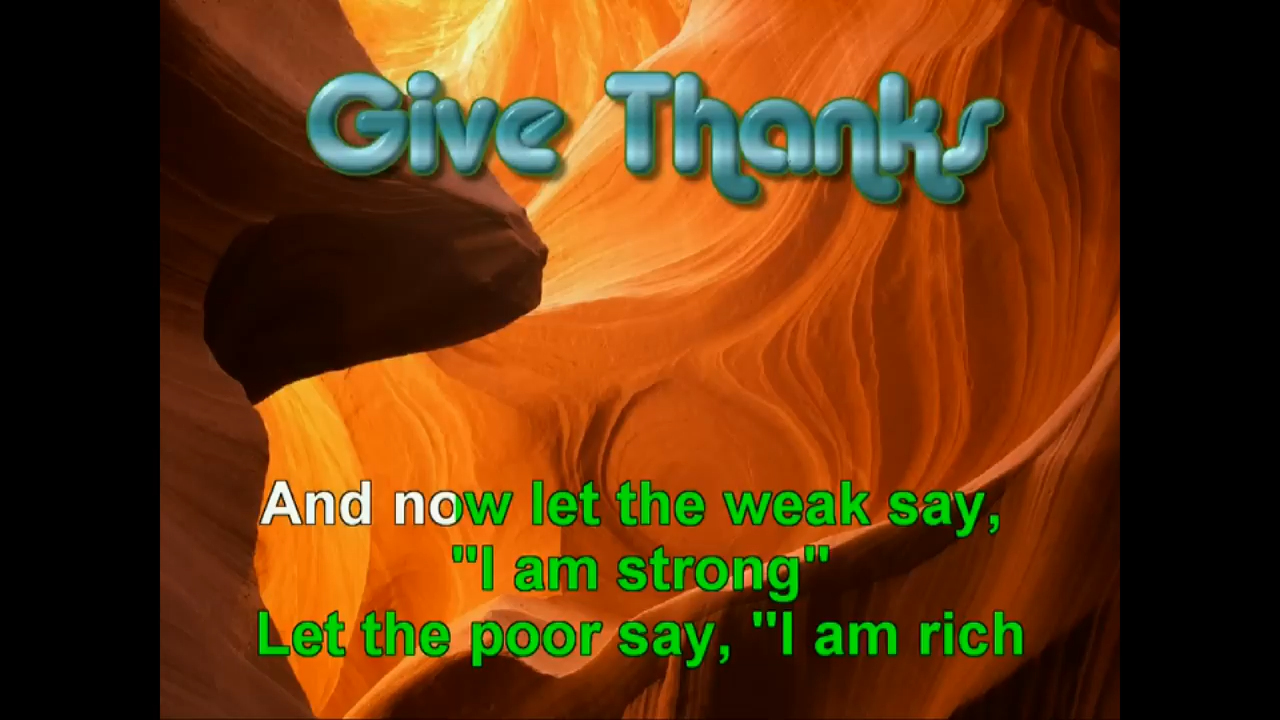 Give Thanks
And now let the weak say,
"I am strong"
Let the poor say, "I am rich